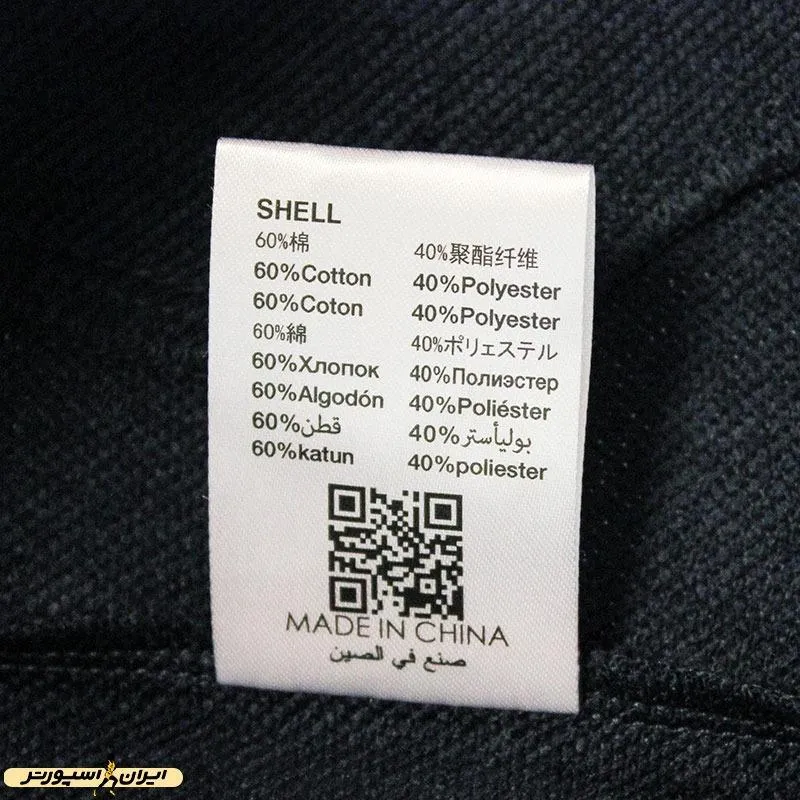 SHELL
60%棉 40%聚酯纤维
60%Cotton 40%Polyester
60%Coton 40%Polyester
60%綿 40%ポリェステル
60%Хлопок 40%Полиэстер
60%Algodón 40%Poliéster
60%قطن 40%بوليأستر
60%katun 40%poliester
MADE IN CHINA
صنع في الصين
ایران اسپورتر